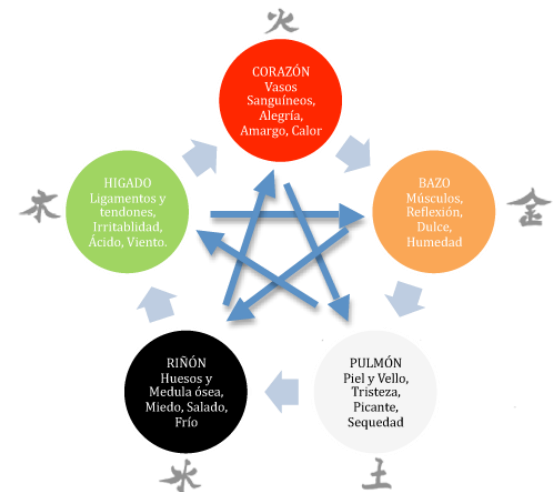 火
CORAZÓN
Vasos
Sanguíneos,
Alegría,
Amargo, Calor
木
HIGADO
Ligamentos y
tendones,
Irritablidad,
Ácido, Viento.
BAZO
Músculos,
Reflexión,
Dulce,
Humedad
金
RIÑÓN
Huesos y
Medula ósea,
Miedo, Salado,
Frío
PULMÓN
Piel y Vello,
Tristeza,
Picante,
Sequedad
水
土